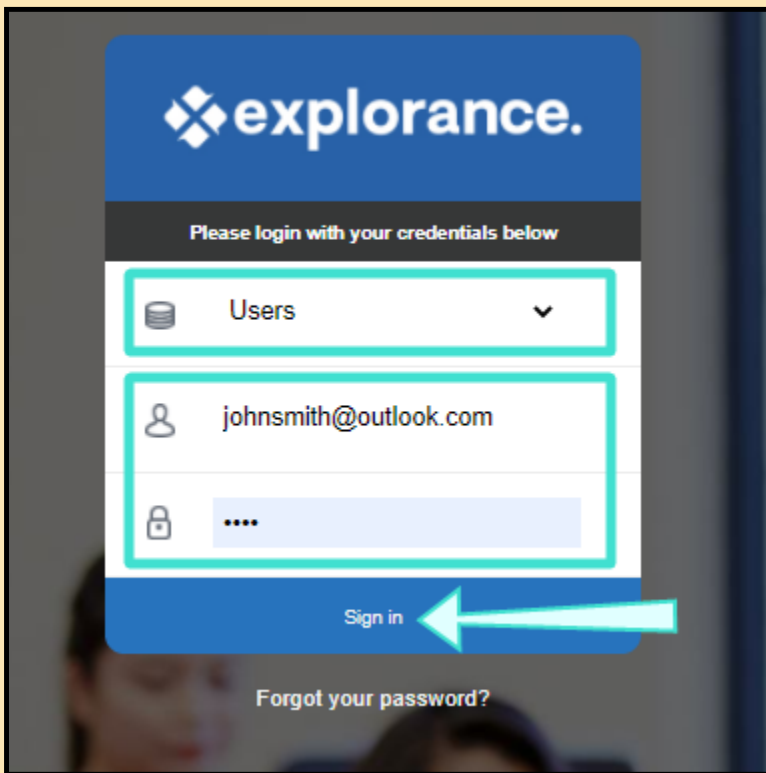 explorance.
Please login with your credentials below
Users
johnsmith@outlook.com
••••
Sign in
Forgot your password?